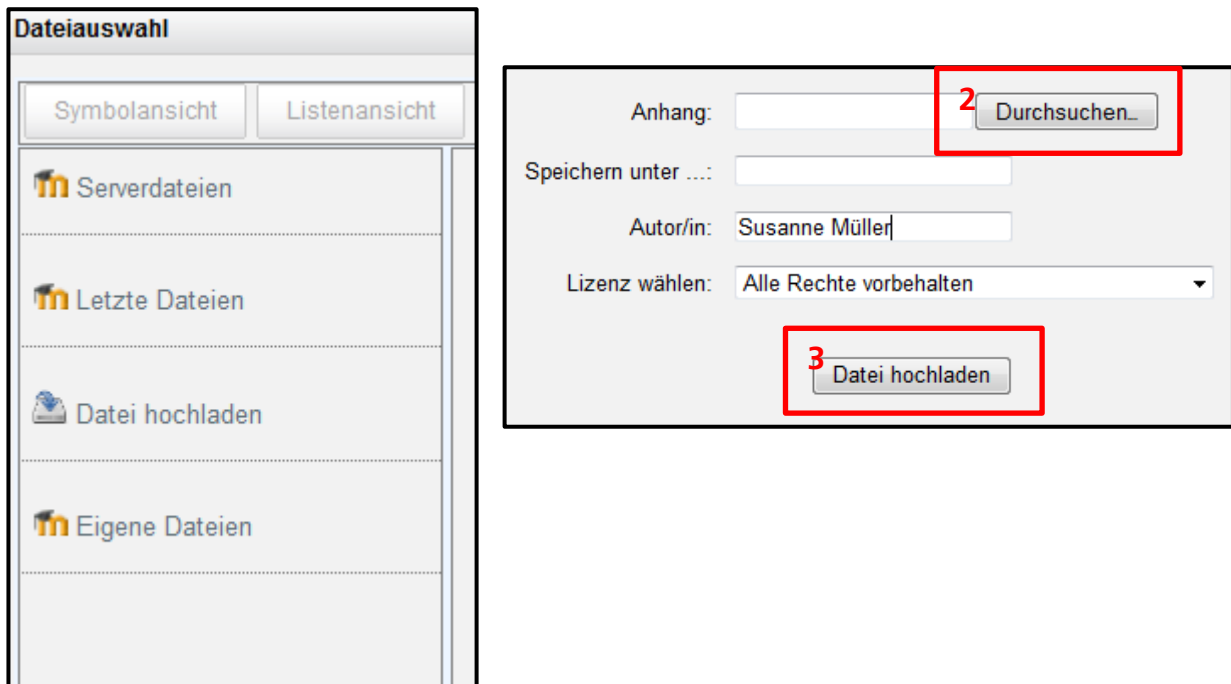 Dateiauswahl
Symbolansicht Listenansicht
Serverdateien
Letzte Dateien
Datei hochladen
Eigene Dateien
Anhang: 2 Durchsuchen...
Speichern unter ...:
Autor/in: Susanne Müller
Lizenz wählen: Alle Rechte vorbehalten
3 Datei hochladen